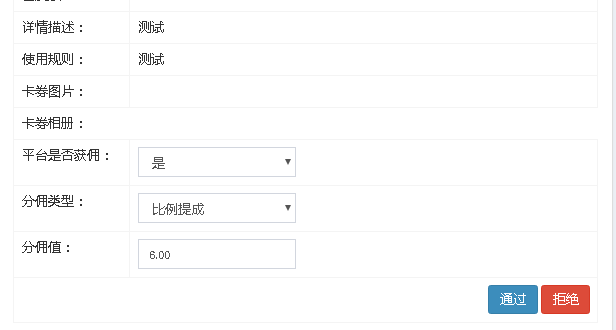 详情描述： 测试
使用规则： 测试
卡券图片：
卡券相册：
平台是否获佣： 是
分佣类型： 比例提成
分佣值： 6.00
通过 拒绝